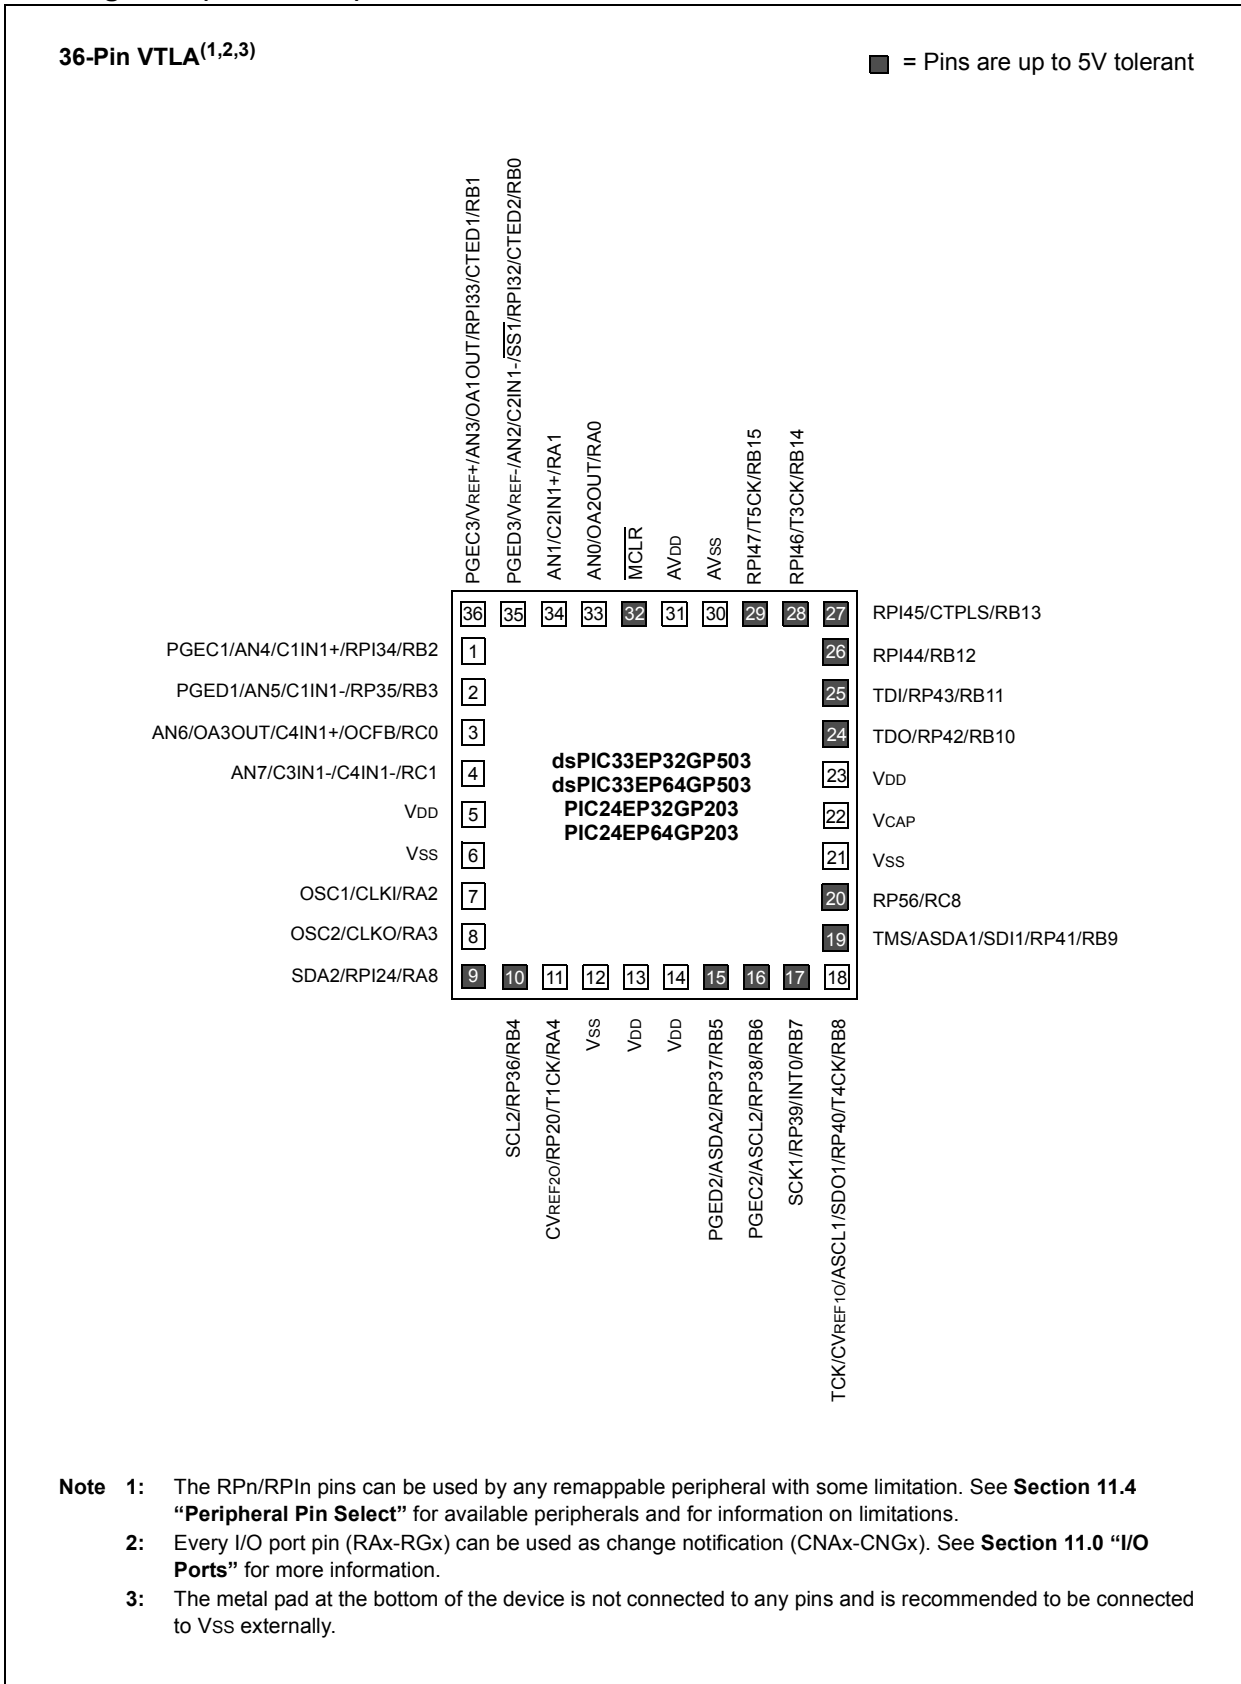 36-Pin VTLA(1,2,3)
= Pins are up to 5V tolerant
PGEC3/VREF+/AN3/OA1OUT/RPI33/CTED1/RB1
PGED3/VREF-/AN2/C2IN1-/SS1/RPI32/CTED2/RB0
AN1/C2IN1+/RA1
AN0/OA2OUT/RA0
MCLR
AVDD
AVSS
RPI47/T5CK/RB15
RPI46/T3CK/RB14
36 35 34 33 32 31 30 29 28 27 RPI45/CTPLS/RB13
PGEC1/AN4/C1IN1+/RPI34/RB2 1 26 RPI44/RB12
PGED1/AN5/C1IN1-/RP35/RB3 2 25 TDI/RP43/RB11
AN6/OA3OUT/C4IN1+/OCFB/RC0 3 24 TDO/RP42/RB10
dsPIC33EP32GP503
AN7/C3IN1-/C4IN1-/RC1 4 23 VDD
dsPIC33EP64GP503
PIC24EP32GP203
VDD 5 22 VCAP
PIC24EP64GP203
VSS 6 21 VSS
OSC1/CLKI/RA2 7 20 RP56/RC8
OSC2/CLKO/RA3 8 19 TMS/ASDA1/SDI1/RP41/RB9
SDA2/RPI24/RA8 9 10 11 12 13 14 15 16 17 18
SCL2/RP36/RB4
CVREF2O/RP20/T1CK/RA4
VSS
VDD
VDD
PGED2/ASDA2/RP37/RB5
PGEC2/ASCL2/RP38/RB6
SCK1/RP39/INT0/RB7
TCK/CVREF1O/ASCL1/SDO1/RP40/T4CK/RB8
Note 1: The RPn/RPIn pins can be used by any remappable peripheral with some limitation. See Section 11.4
“Peripheral Pin Select” for available peripherals and for information on limitations.
2: Every I/O port pin (RAx-RGx) can be used as change notification (CNAx-CNGx). See Section 11.0 “I/O
Ports” for more information.
3: The metal pad at the bottom of the device is not connected to any pins and is recommended to be connected
to VSS externally.